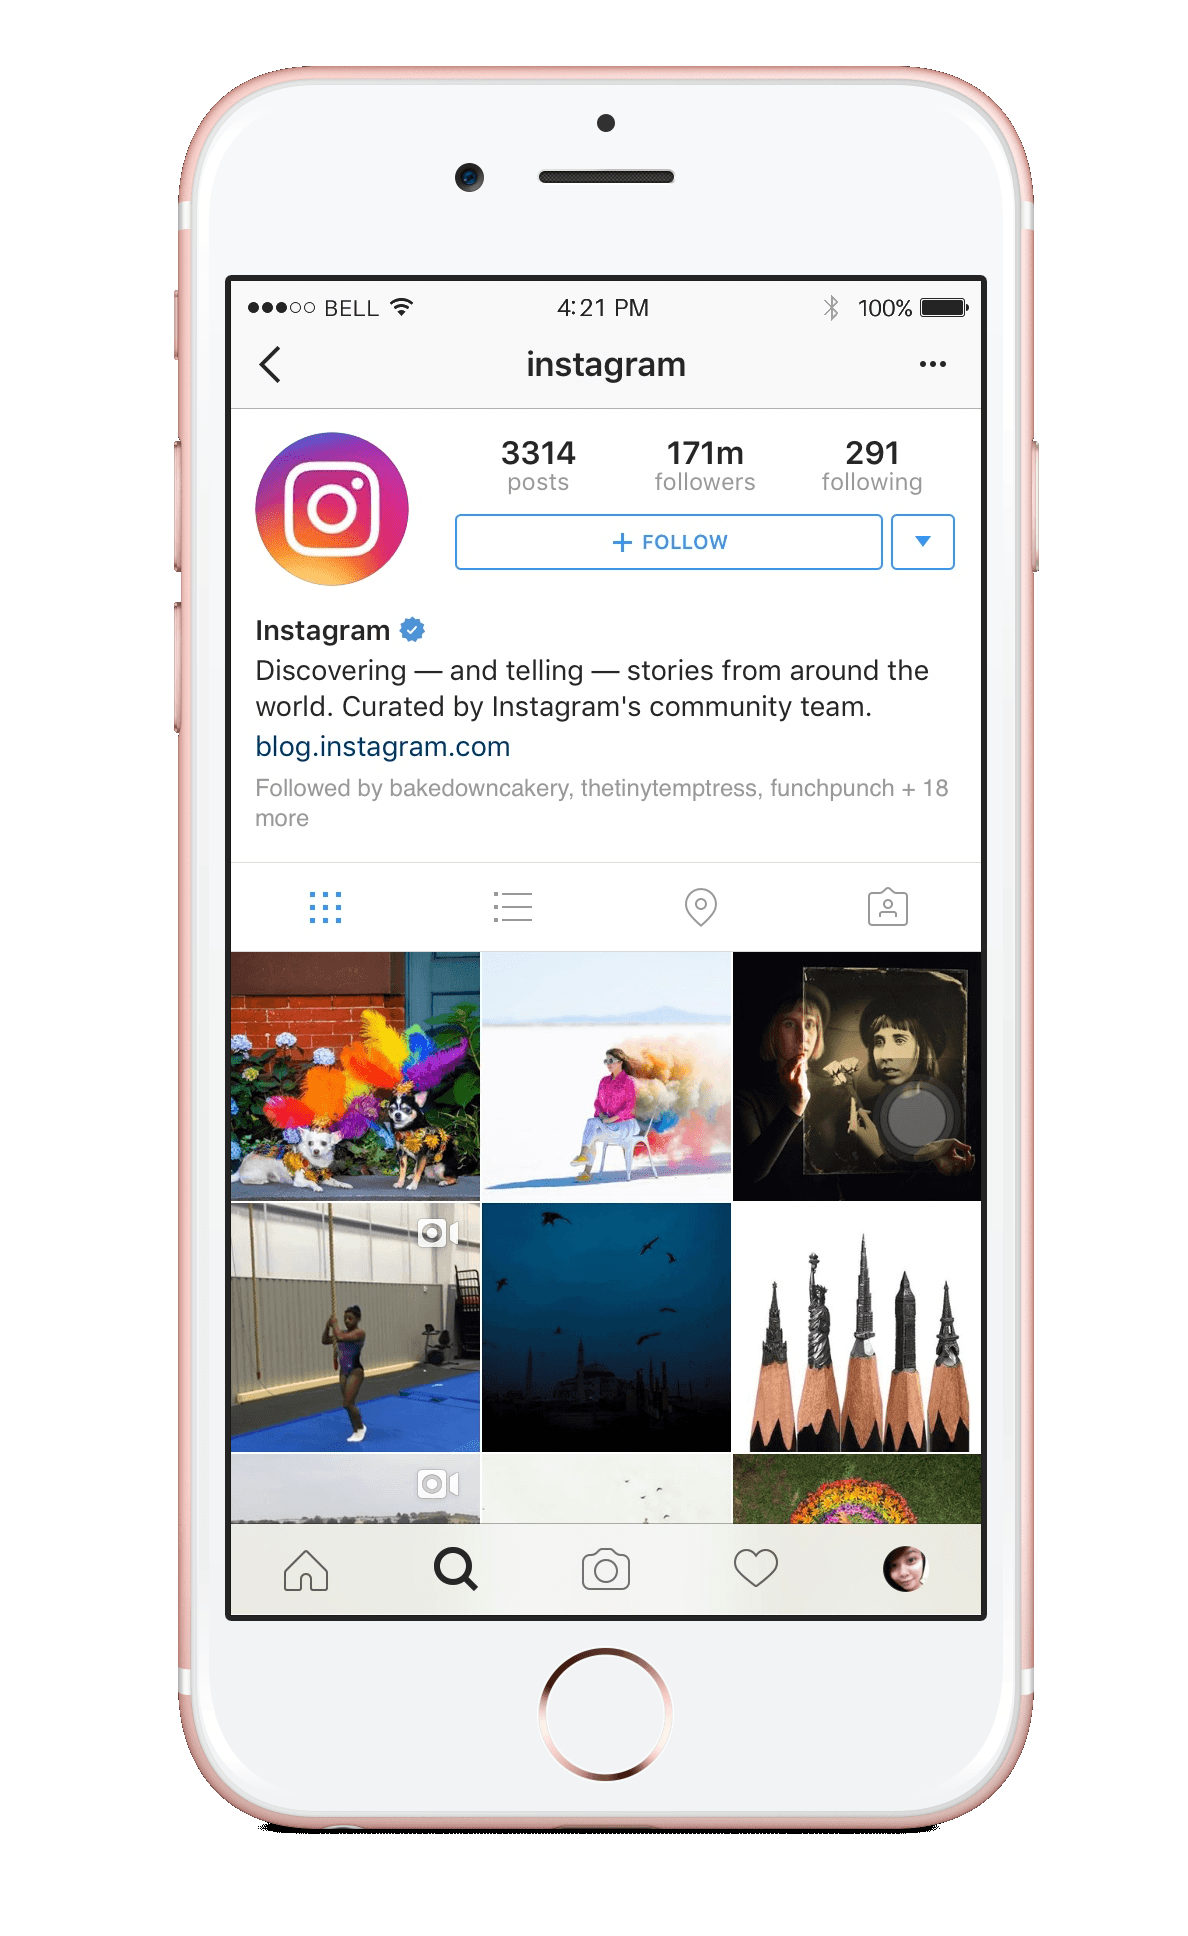 BELL 4:21 PM 100%
instagram
3314 171m 291
posts followers following
+ FOLLOW
Instagram
Discovering — and telling — stories from around the
world. Curated by Instagram's community team.
blog.instagram.com
Followed by bakedowncakery, thetinytemptress, funchpunch + 18
more